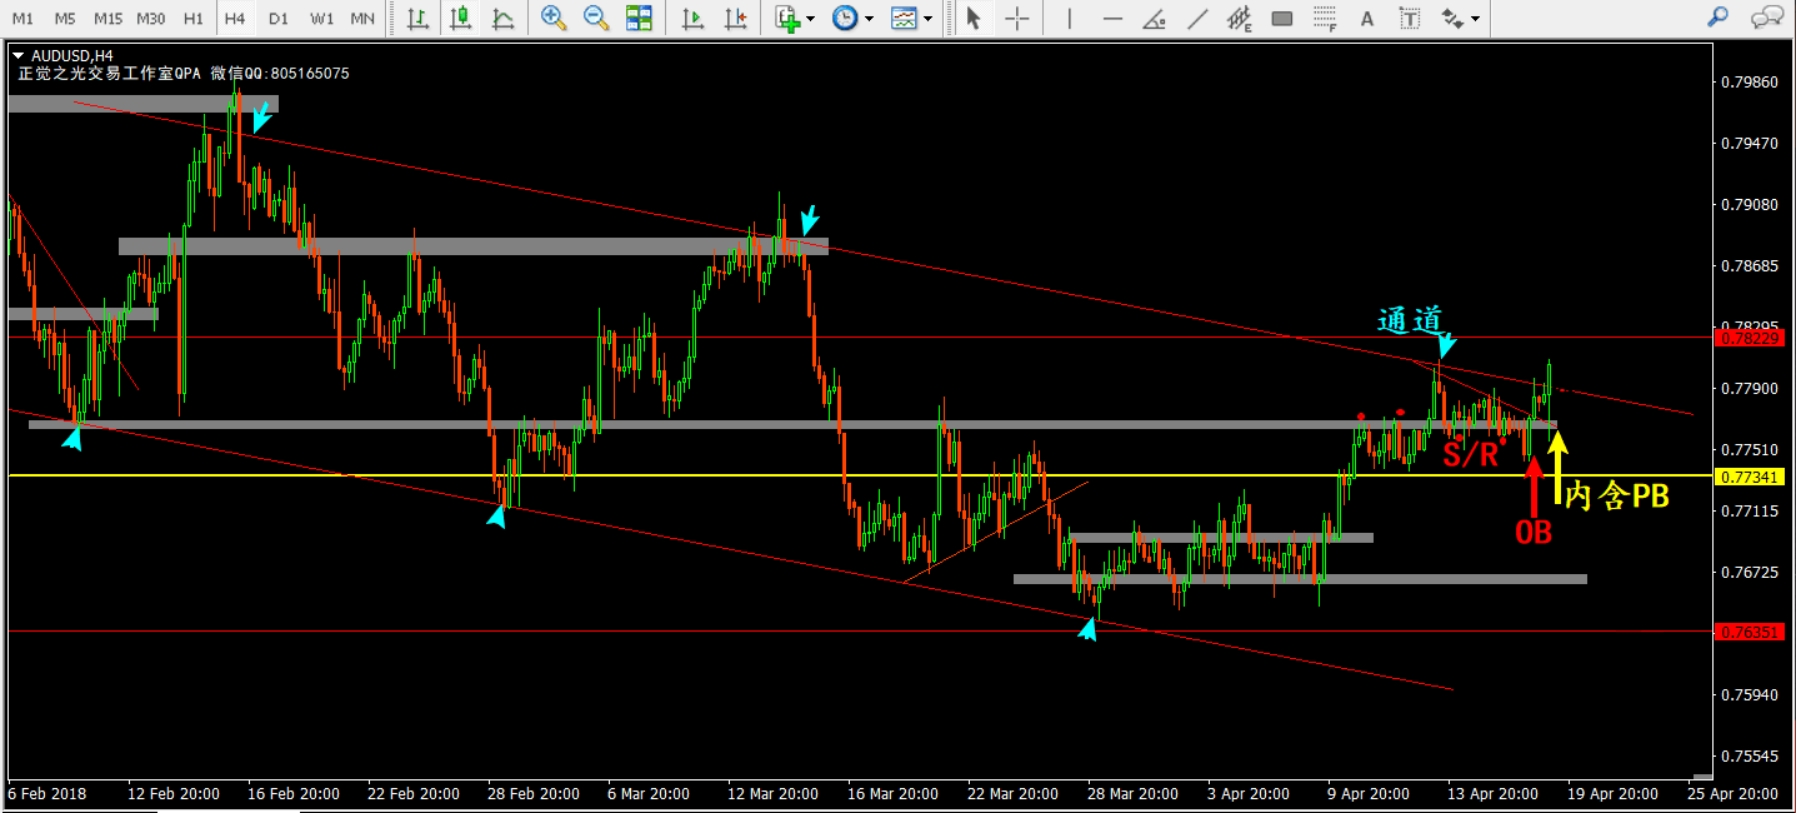 M1 M5 M15 M30 H1 H4 D1 W1 MN
AUDUSD,H4
正觉之光交易工作室QPA 微信QQ:805165075
0.79860
0.79470
0.79080
0.78685
0.78295
0.78229
0.77900
0.77510
0.77341
0.77115
0.76725
0.76351
0.75940
0.75545
通道
S/R
内含PB
OB
6 Feb 2018 12 Feb 20:00 16 Feb 20:00 22 Feb 20:00 28 Feb 20:00 6 Mar 20:00 12 Mar 20:00 16 Mar 20:00 22 Mar 20:00 28 Mar 20:00 3 Apr 20:00 9 Apr 20:00 13 Apr 20:00 19 Apr 20:00 25 Apr 20:00